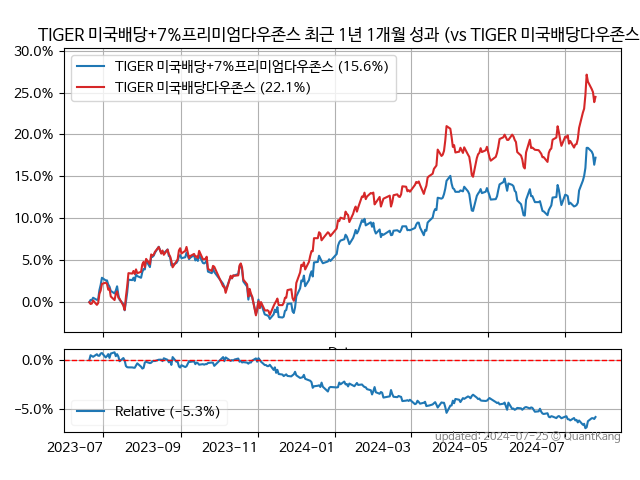 TIGER 미국배당+7%프리미엄다우존스 최근 1년 1개월 성과 (vs TIGER 미국배당다우존스
30.0%
25.0%
20.0%
15.0%
10.0%
5.0%
0.0%
TIGER 미국배당+7%프리미엄다우존스 (15.6%)
TIGER 미국배당다우존스 (22.1%)
0.0%
−5.0%
Relative (−5.3%)
updated: 2024-07-25 © QuantKang
2023-07 2023-09 2023-11 2024-01 2024-03 2024-05 2024-07